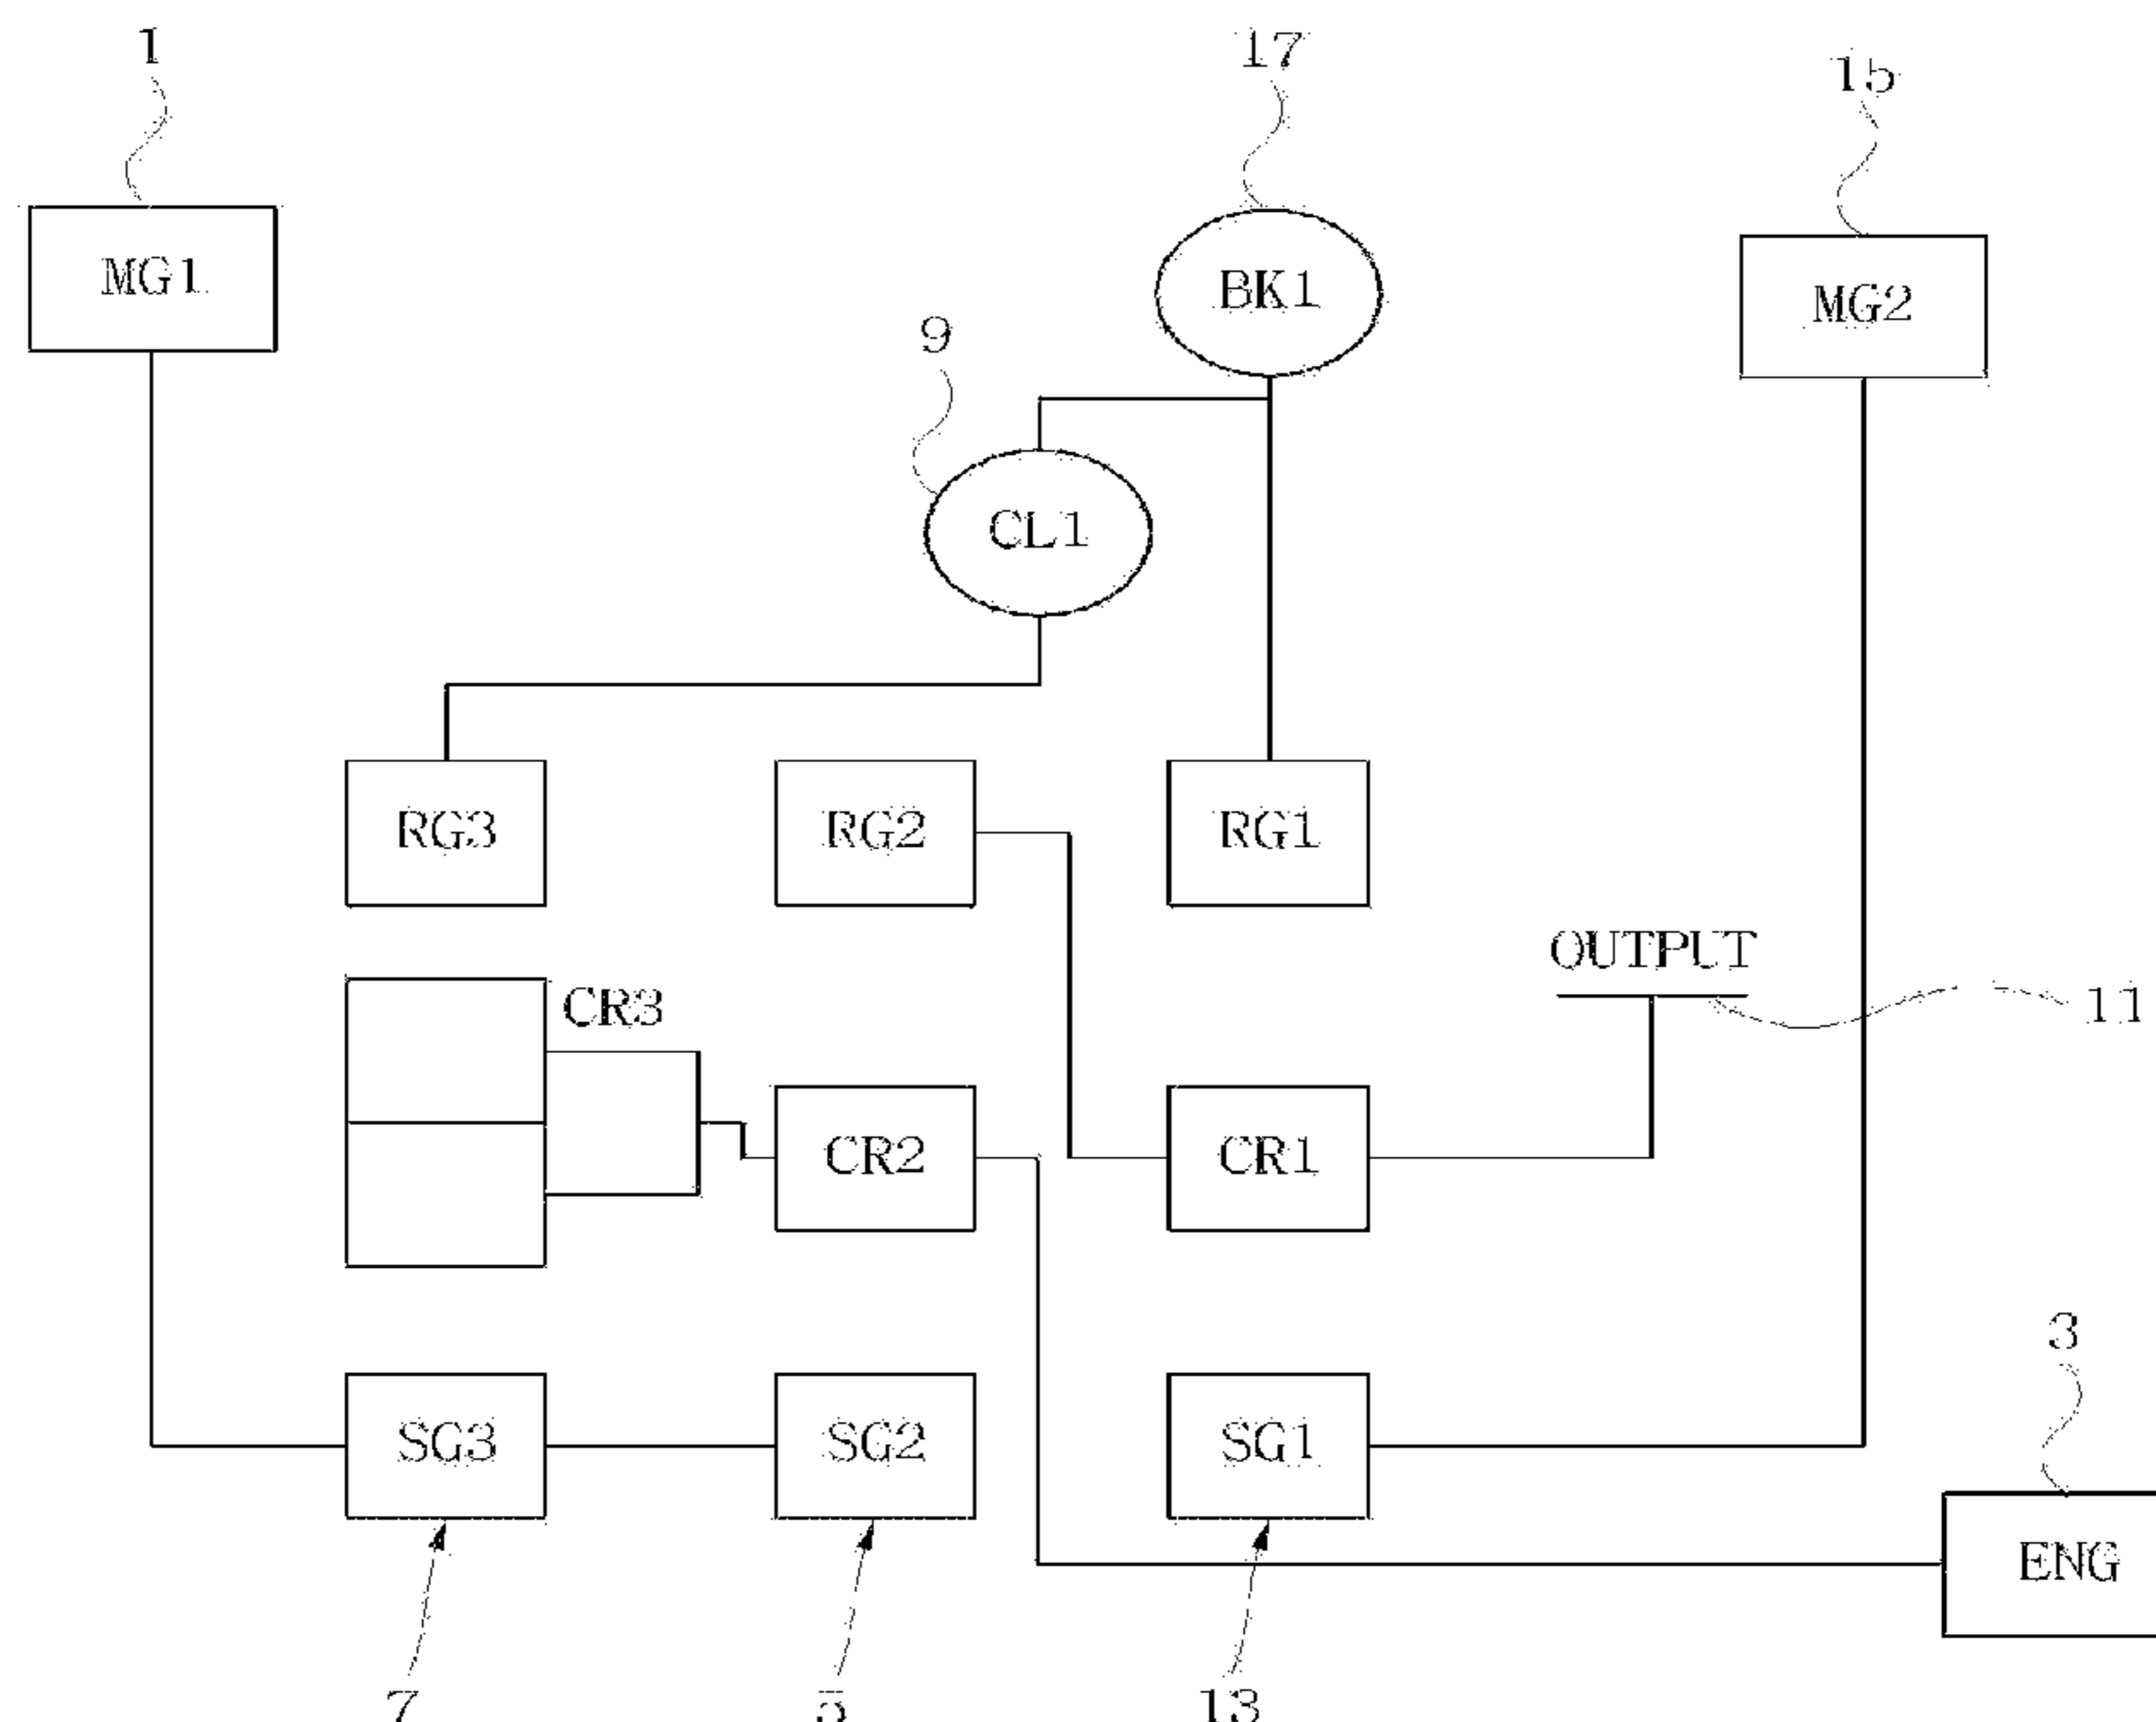 1
17
15
MG1
BK1
MG2
9
CL1
RG3
RG2
RG1
OUTPUT
CR3
11
CR2
CR1
3
SG3
SG2
SG1
ENG
7
5
13